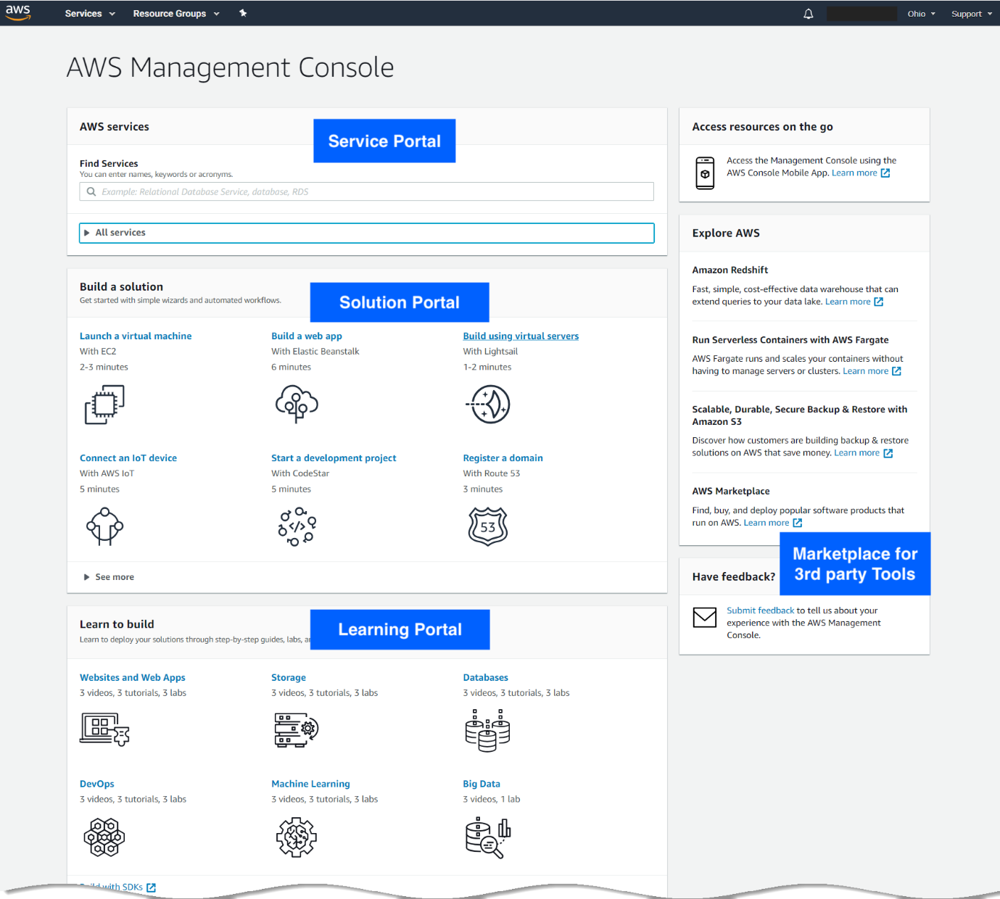 aws
Services
Resource Groups
Ohio
Support
AWS Management Console
AWS services
Service Portal
Find Services
You can enter names, keywords or acronyms.
Example: Relational Database Service, database, RDS
All services
Build a solution
Get started with simple wizards and automated workflows.
Solution Portal
Launch a virtual machine
With EC2
2-3 minutes
Build a web app
With Elastic Beanstalk
6 minutes
Build using virtual servers
With Lightsail
1-2 minutes
Connect an IoT device
With AWS IoT
5 minutes
Start a development project
With CodeStar
5 minutes
Register a domain
With Route 53
3 minutes
53
See more
Learn to build
Learn to deploy your solutions through step-by-step guides, labs,
Learning Portal
Websites and Web Apps
3 videos, 3 tutorials, 3 labs
Storage
3 videos, 3 tutorials, 3 labs
Databases
3 videos, 3 tutorials, 3 labs
DevOps
3 videos, 3 tutorials, 3 labs
Machine Learning
3 videos, 3 tutorials, 3 labs
Big Data
3 videos, 1 lab
with SDKs
Access resources on the go
Access the Management Console using the
AWS Console Mobile App. Learn more
Explore AWS
Amazon Redshift
Fast, simple, cost-effective data warehouse that can
extend queries to your data lake. Learn more
Run Serverless Containers with AWS Fargate
AWS Fargate runs and scales your containers without
having to manage servers or clusters. Learn more
Scalable, Durable, Secure Backup & Restore with
Amazon S3
Discover how customers are building backup & restore
solutions on AWS that save money. Learn more
AWS Marketplace
Find, buy, and deploy popular software products that
run on AWS. Learn more
Marketplace for
3rd party Tools
Have feedback?
Submit feedback to tell us about your
experience with the AWS Management
Console.